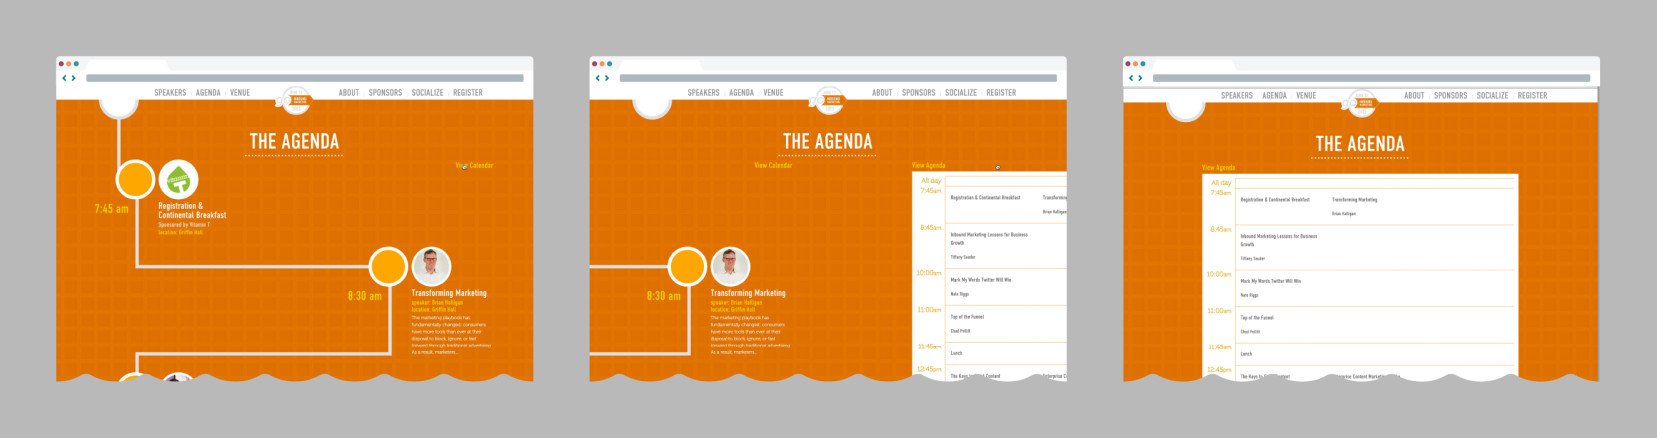 SPEAKERS AGENDA VENUE ABOUT SPONSORS SOCIALIZE REGISTER
THE AGENDA
View Calendar
vitamin T
7:45 am
Registration &
Continental Breakfast
Sponsored by Vitamin T
location: Griffin Hall
8:30 am
Transforming Marketing
speaker: Brian Halligan
location: Griffin Hall
The marketing playbook has
fundamentally changed: consumers
have more tools than ever at their
disposal to block, ignore, or fast
forward through traditional advertising.
As a result, marketers...
SPEAKERS AGENDA VENUE ABOUT SPONSORS SOCIALIZE REGISTER
THE AGENDA
View Calendar
View Agenda
8:30 am
Transforming Marketing
speaker: Brian Halligan
location: Griffin Hall
The marketing playbook has
fundamentally changed: consumers
have more tools than ever at their
disposal to block, ignore, or fast
forward through traditional advertising.
As a result, marketers...
All day
7:45am
Registration & Continental Breakfast
Transforming
Brian Halligan
8:45am
Inbound Marketing Lessons for Business
Growth
Tiffany Sauder
10:00am
Mark My Words Twitter Will Win
Nate Riggs
11:00am
Top of the Funnel
Chad Pollitt
11:45am
Lunch
12:45pm
The Keys Content
Enterprise C
SPEAKERS AGENDA VENUE ABOUT SPONSORS SOCIALIZE REGISTER
THE AGENDA
View Agenda
All day
7:45am
Registration & Continental Breakfast
Transforming Marketing
Brian Halligan
8:45am
Inbound Marketing Lessons for Business
Growth
Tiffany Sauder
10:00am
Mark My Words Twitter Will Win
Nate Riggs
11:00am
Top of the Funnel
Chad Pollitt
11:45am
Lunch
12:45pm
The Keys to
Content Marketing